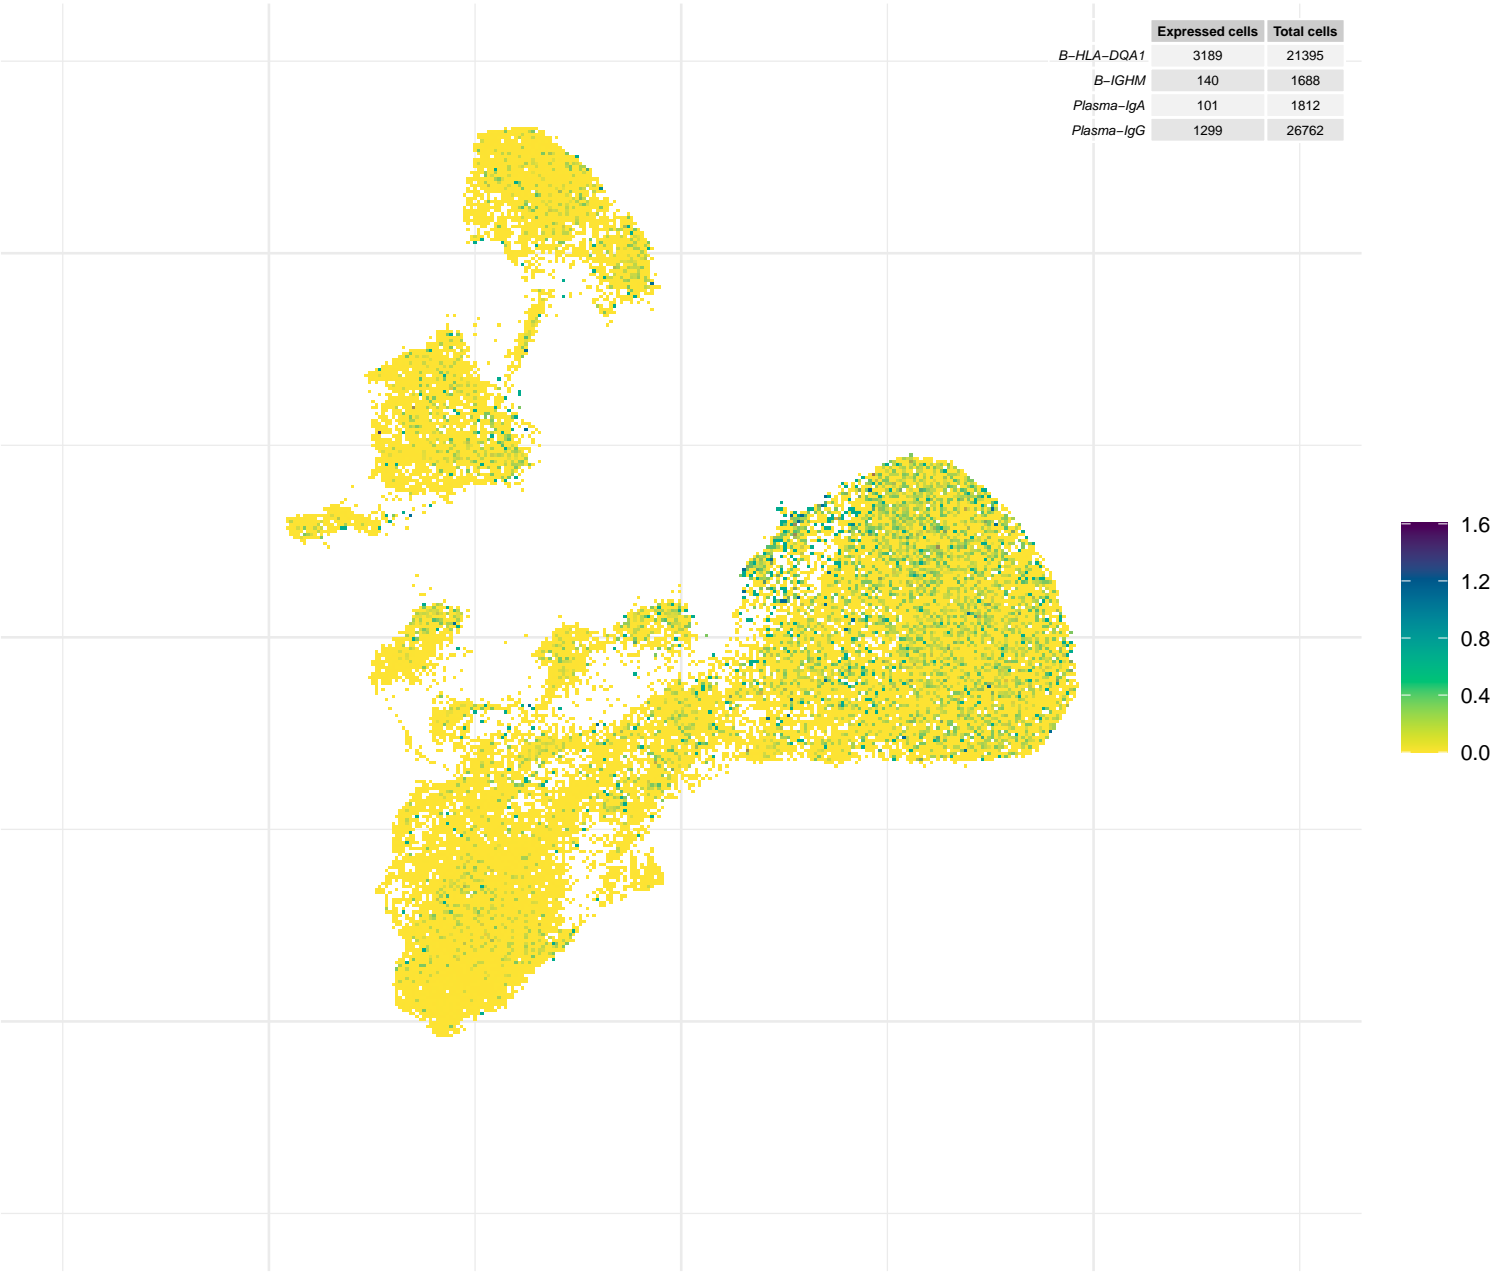 Expressed cells Total cells
B−HLA−DQA1 3189 21395
B−IGHM 140 1688
Plasma−IgA 101 1812
Plasma−IgG 1299 26762
1.6
1.2
0.8
0.4
0.0